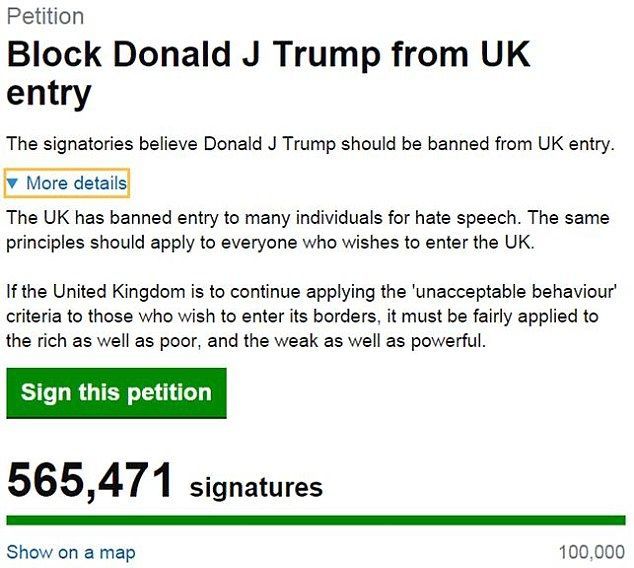 Petition
Block Donald J Trump from UK
entry
The signatories believe Donald J Trump should be banned from UK entry.
▼ More details
The UK has banned entry to many individuals for hate speech. The same
principles should apply to everyone who wishes to enter the UK.
If the United Kingdom is to continue applying the 'unacceptable behaviour'
criteria to those who wish to enter its borders, it must be fairly applied to
the rich as well as poor, and the weak as well as powerful.
Sign this petition
565,471 signatures
Show on a map 100,000